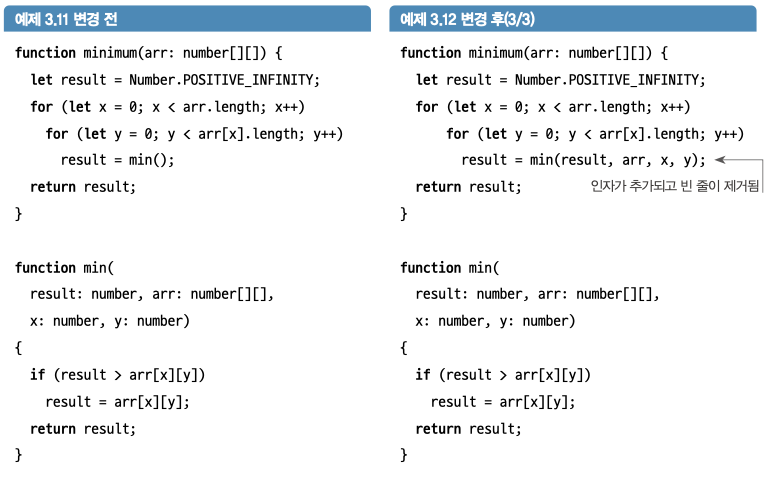 예제 3.11 변경 전
function minimum(arr: number[][]) {
  let result = Number.POSITIVE_INFINITY;
  for (let x = 0; x < arr.length; x++)
    for (let y = 0; y < arr[x].length; y++)
      result = min();
  return result;
}
function min(
  result: number, arr: number[][],
  x: number, y: number)
{
  if (result > arr[x][y])
    result = arr[x][y];
  return result;
}
예제 3.12 변경 후(3/3)
function minimum(arr: number[][]) {
  let result = Number.POSITIVE_INFINITY;
  for (let x = 0; x < arr.length; x++)
      for (let y = 0; y < arr[x].length; y++)
        result = min(result, arr, x, y);
  return result;
인자가 추가되고 빈 줄이 제거됨
}
function min(
  result: number, arr: number[][],
  x: number, y: number)
{
  if (result > arr[x][y])
    result = arr[x][y];
  return result;
}